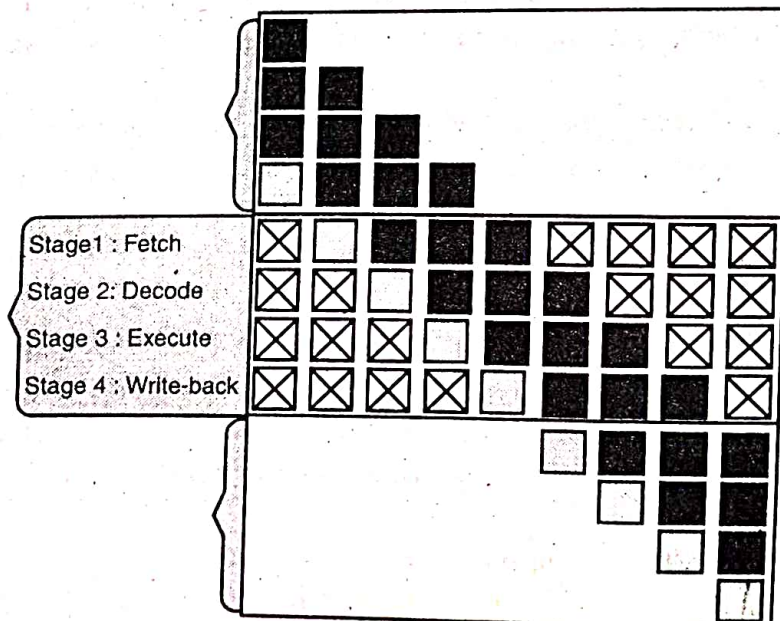 Stage1 : Fetch
Stage 2: Decode
Stage 3 : Execute
Stage 4 : Write-back